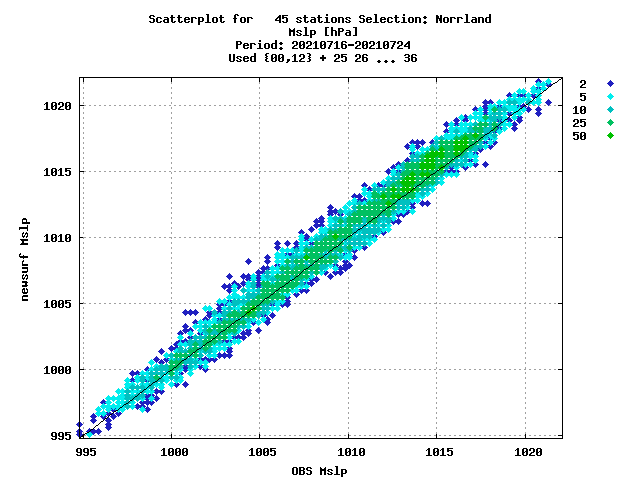 Scatterplot for   45 stations Selection: Norrland
Mslp [hPa]
Period: 20210716-20210724
Used {00,12} + 25 26 ... 36
2
5
10
25
50
1020
1015
1010
1005
1000
995
newsurf Mslp
995 1000 1005 1010 1015 1020
OBS Mslp